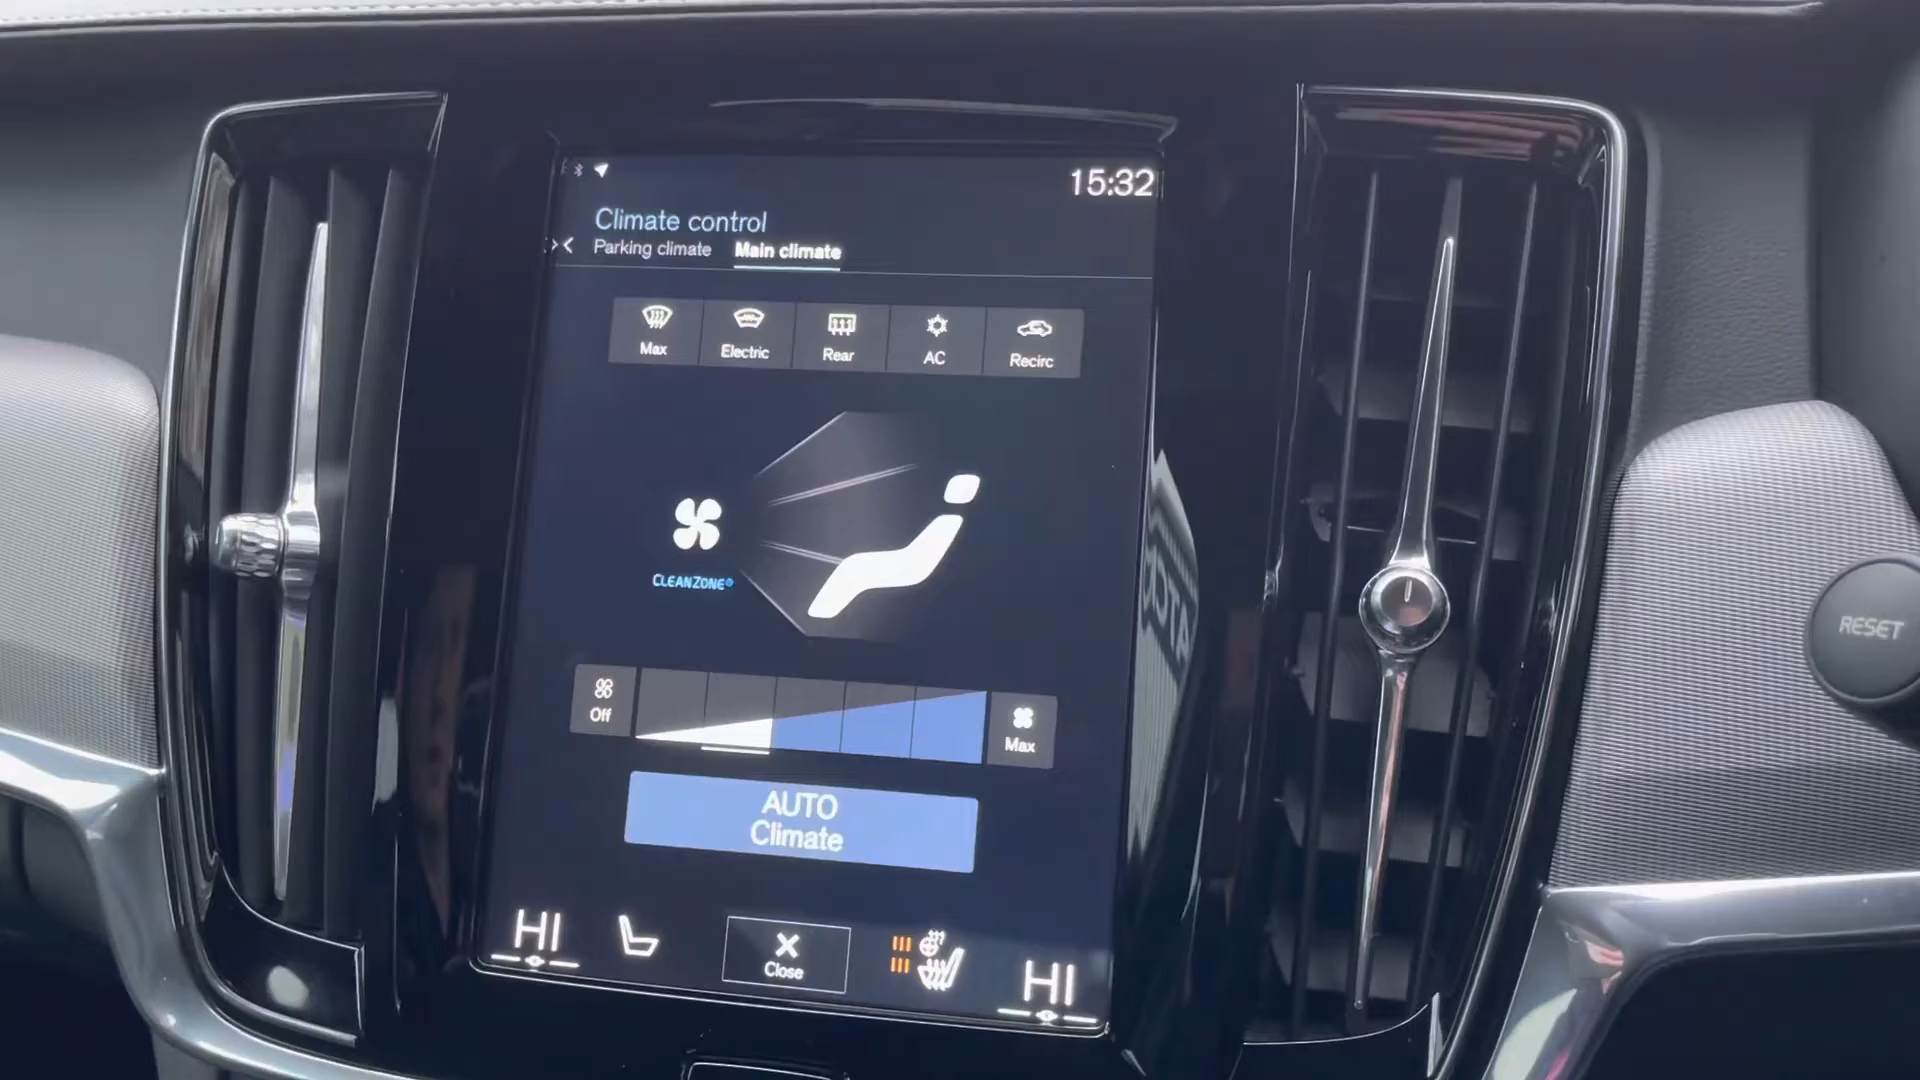 15:32
Climate control
Parking climate Main climate
Max Electric Rear AC Recirc
CLEANZONE®
Off Max
AUTO
Climate
HI Close HI
RESET